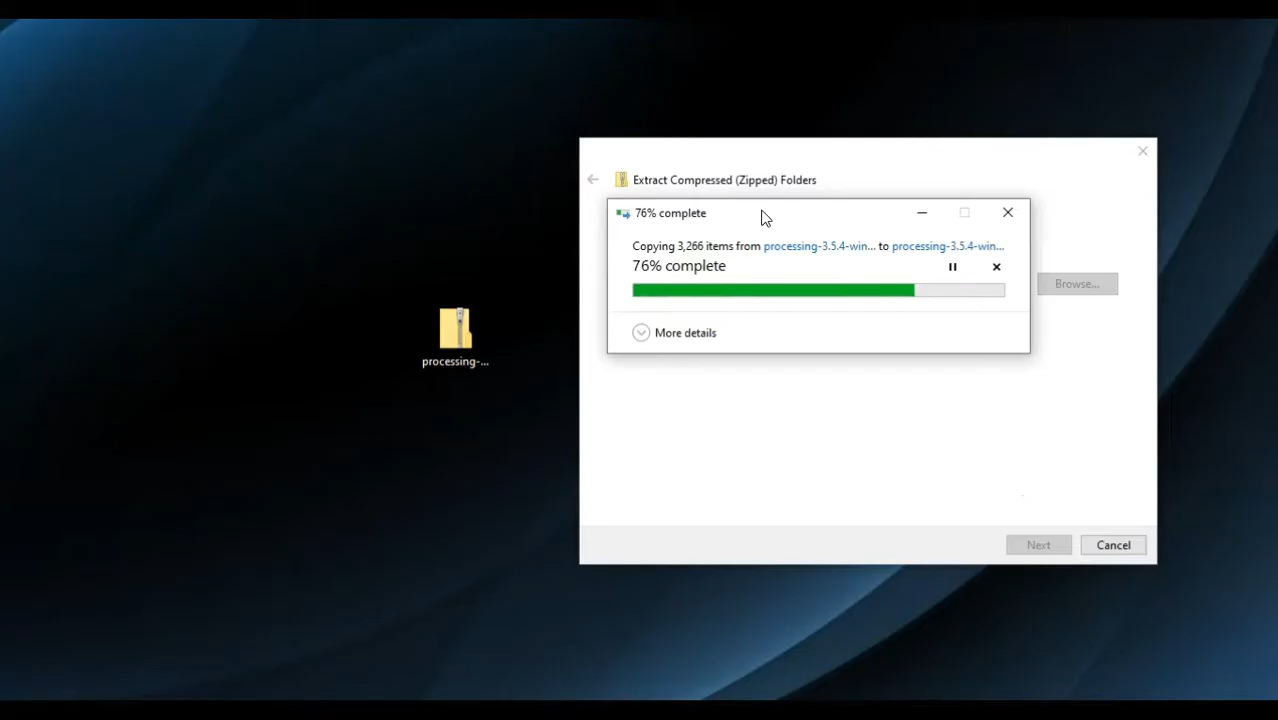 Extract Compressed (Zipped) Folders
76% complete
Copying 3,266 items from processing-3.5.4-win... to processing-3.5.4-win...
76% complete
Browse...
More details
processing-...
Next
Cancel